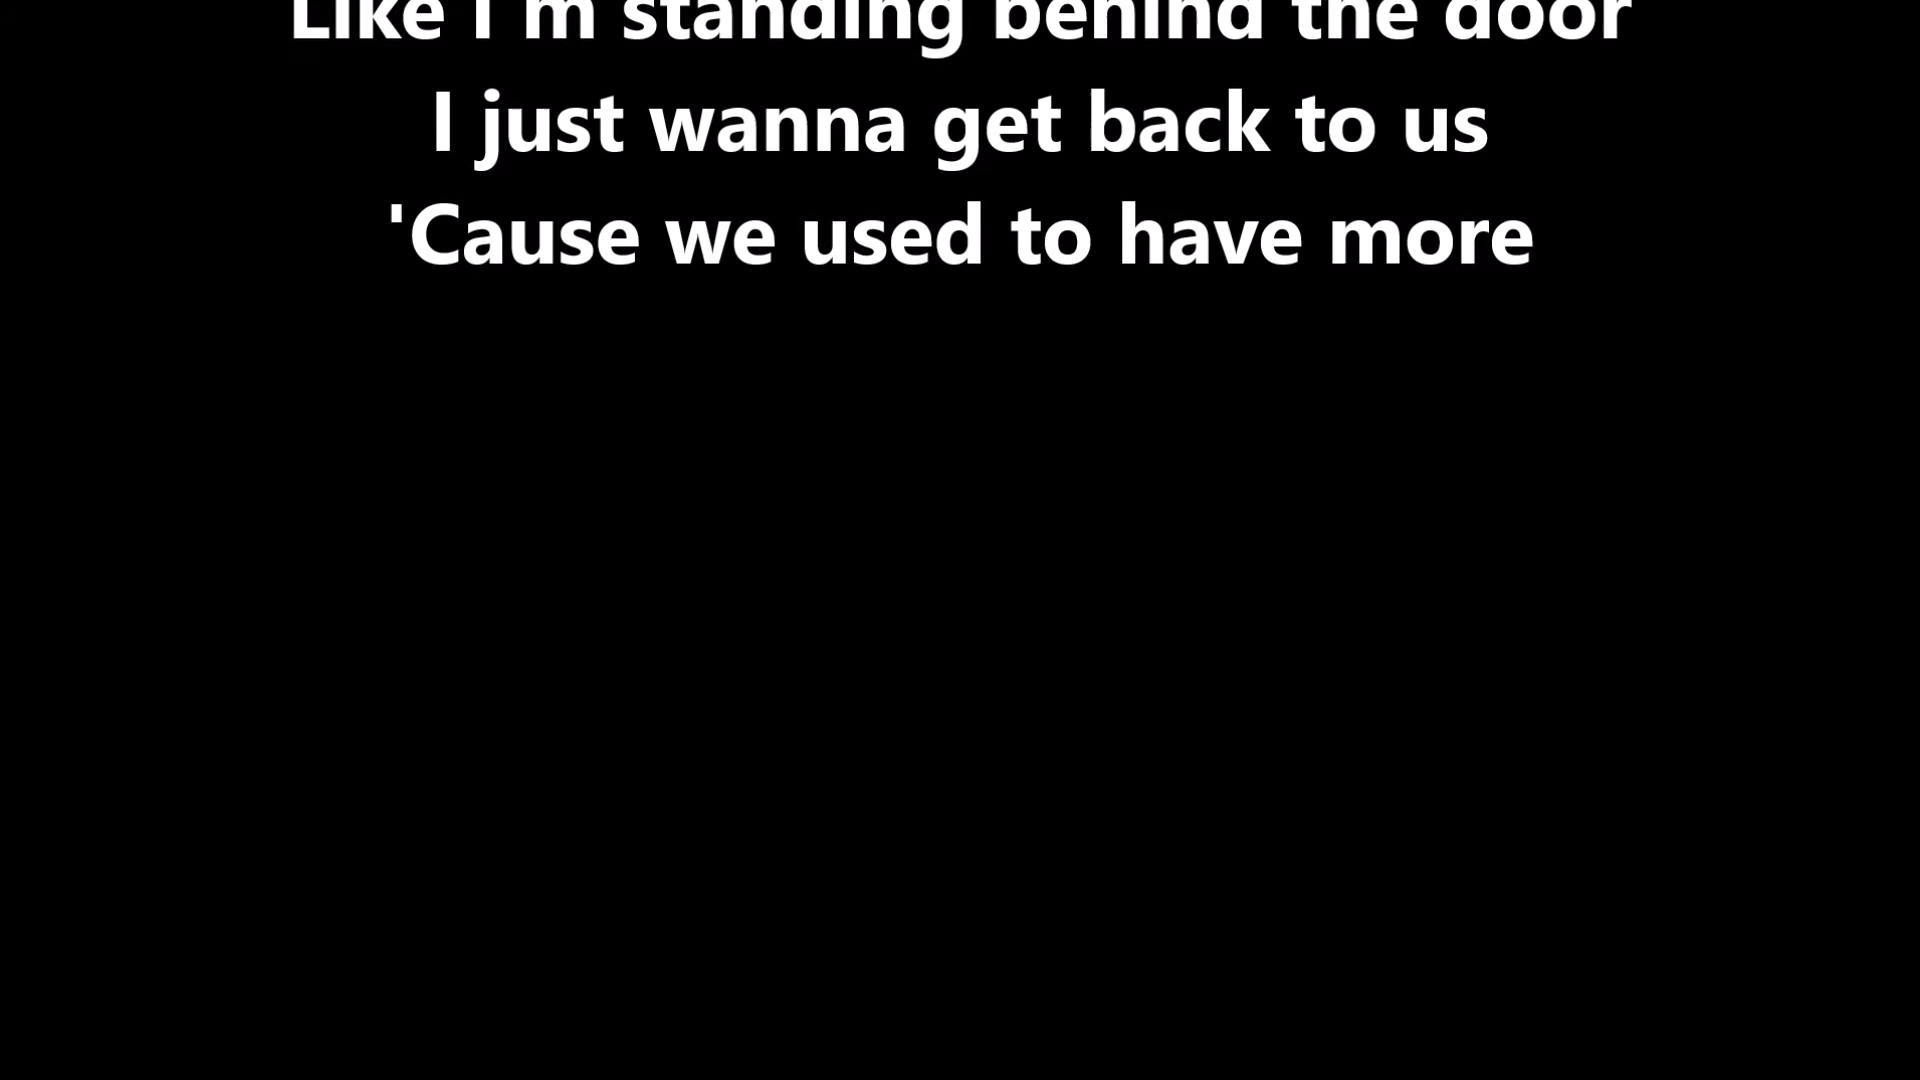 Like I'm standing behind the door
I just wanna get back to us
'Cause we used to have more